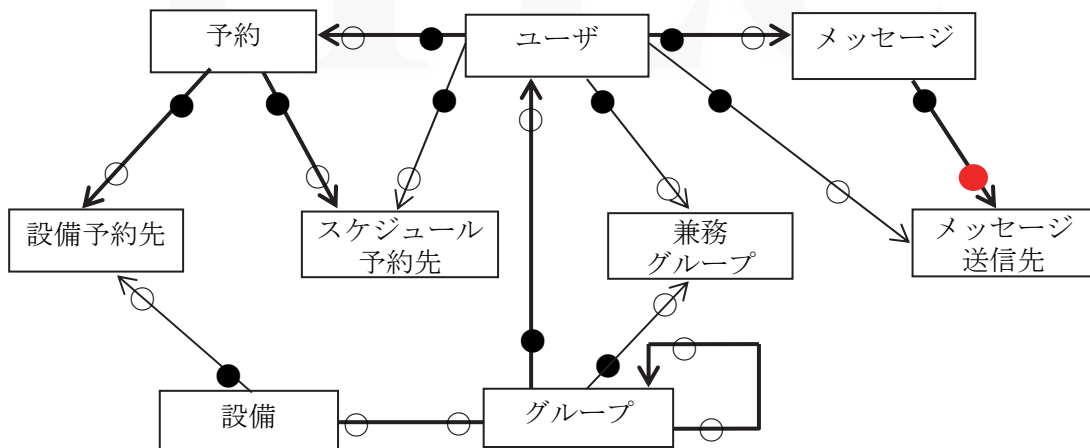 予約
ユーザ
メッセージ
設備予約先
スケジュール
予約先
兼務
グループ
メッセージ
送信先
設備
グループ